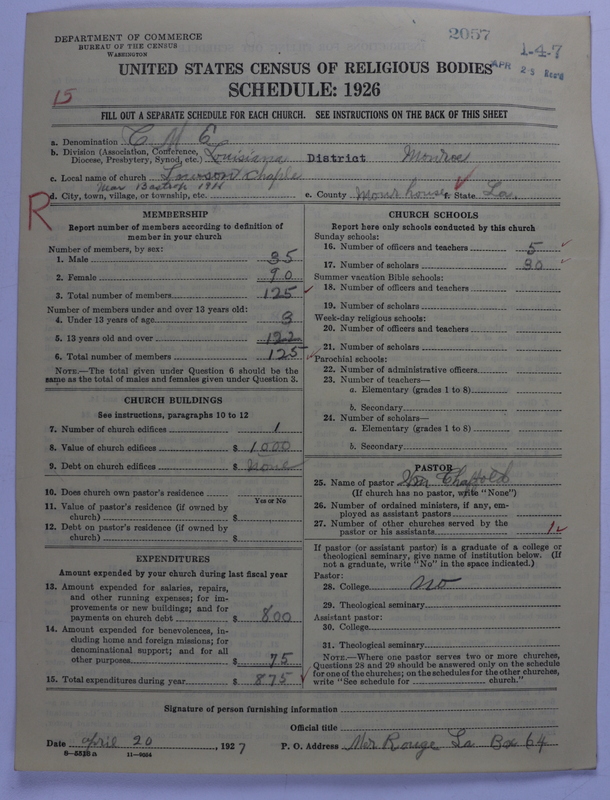 DEPARTMENT OF COMMERCE
BUREAU OF THE CENSUS
WASHINGTON
2057
1-4-7
APR 25 Rec'd
UNITED STATES CENSUS OF RELIGIOUS BODIES
SCHEDULE: 1926
15
FILL OUT A SEPARATE SCHEDULE FOR EACH CHURCH. SEE INSTRUCTIONS ON THE BACK OF THIS SHEET
a. Denomination C M E
b. Division (Association, Conference, Diocese, Presbytery, Synod, etc.) Louisiana District Monroe
c. Local name of church Lawson Chaple
d. City, town, village, or township, etc. Bastrop
e. County Morehouse f. State La.
R
MEMBERSHIP
Report number of members according to definition of
member in your church
Number of members, by sex:
1. Male 35
2. Female 90
3. Total number of members 125
Number of members under and over 13 years old:
4. Under 13 years of age 3
5. 13 years old and over 122
6. Total number of members 125
NOTE.—The total given under Question 6 should be
same as the total of males and females given under Question 3.
CHURCH BUILDINGS
See instructions, paragraphs 10 to 12
7. Number of church edifices 1
8. Value of church edifices $ 1000
9. Debt on church edifices $ None
10. Does church own pastor's residence
Yes or No
11. Value of pastor's residence (if owned by
church) $
12. Debt on pastor's residence (if owned by
church) $
EXPENDITURES
Amount expended by your church during last fiscal year
13. Amount expended for salaries, repairs,
and other running expenses; for im-
provements or new buildings; and for
payments on church debt $ 800
14. Amount expended for benevolences, in-
cluding home and foreign missions; for
denominational support; and for all
other purposes $ 75
15. Total expenditures during year $ 875
CHURCH SCHOOLS
Report here only schools conducted by this church
Sunday schools:
16. Number of officers and teachers 5
17. Number of scholars 30
Summer vacation Bible schools:
18. Number of officers and teachers
19. Number of scholars
Week-day religious schools:
20. Number of officers and teachers
21. Number of scholars
Parochial schools:
22. Number of administrative officers
23. Number of teachers—
a. Elementary (grades 1 to 8)
b. Secondary
24. Number of scholars—
a. Elementary (grades 1 to 8)
b. Secondary
PASTOR
25. Name of pastor Wm
(If church has no pastor, write "None")
26. Number of ordained ministers, if any, em-
ployed as assistant pastors
27. Number of other churches served by the
pastor or his assistants 1
If pastor (or assistant pastor) is a graduate of a college or
theological seminary, give name of institution below. (If
not a graduate, write "No" in the space indicated.)
Pastor:
28. College no
29. Theological seminary
Assistant pastor:
30. College
31. Theological seminary
NOTE.—Where one pastor serves two or more churches,
Questions 28 and 29 should be answered only on the schedule
for one of the churches; on the schedules for the other churches,
write "See schedule for church."
Signature of person furnishing information
Official title
Date april 20, 1927 P. O. Address Mer Rouge La Box 64
8-5518a 11-9054